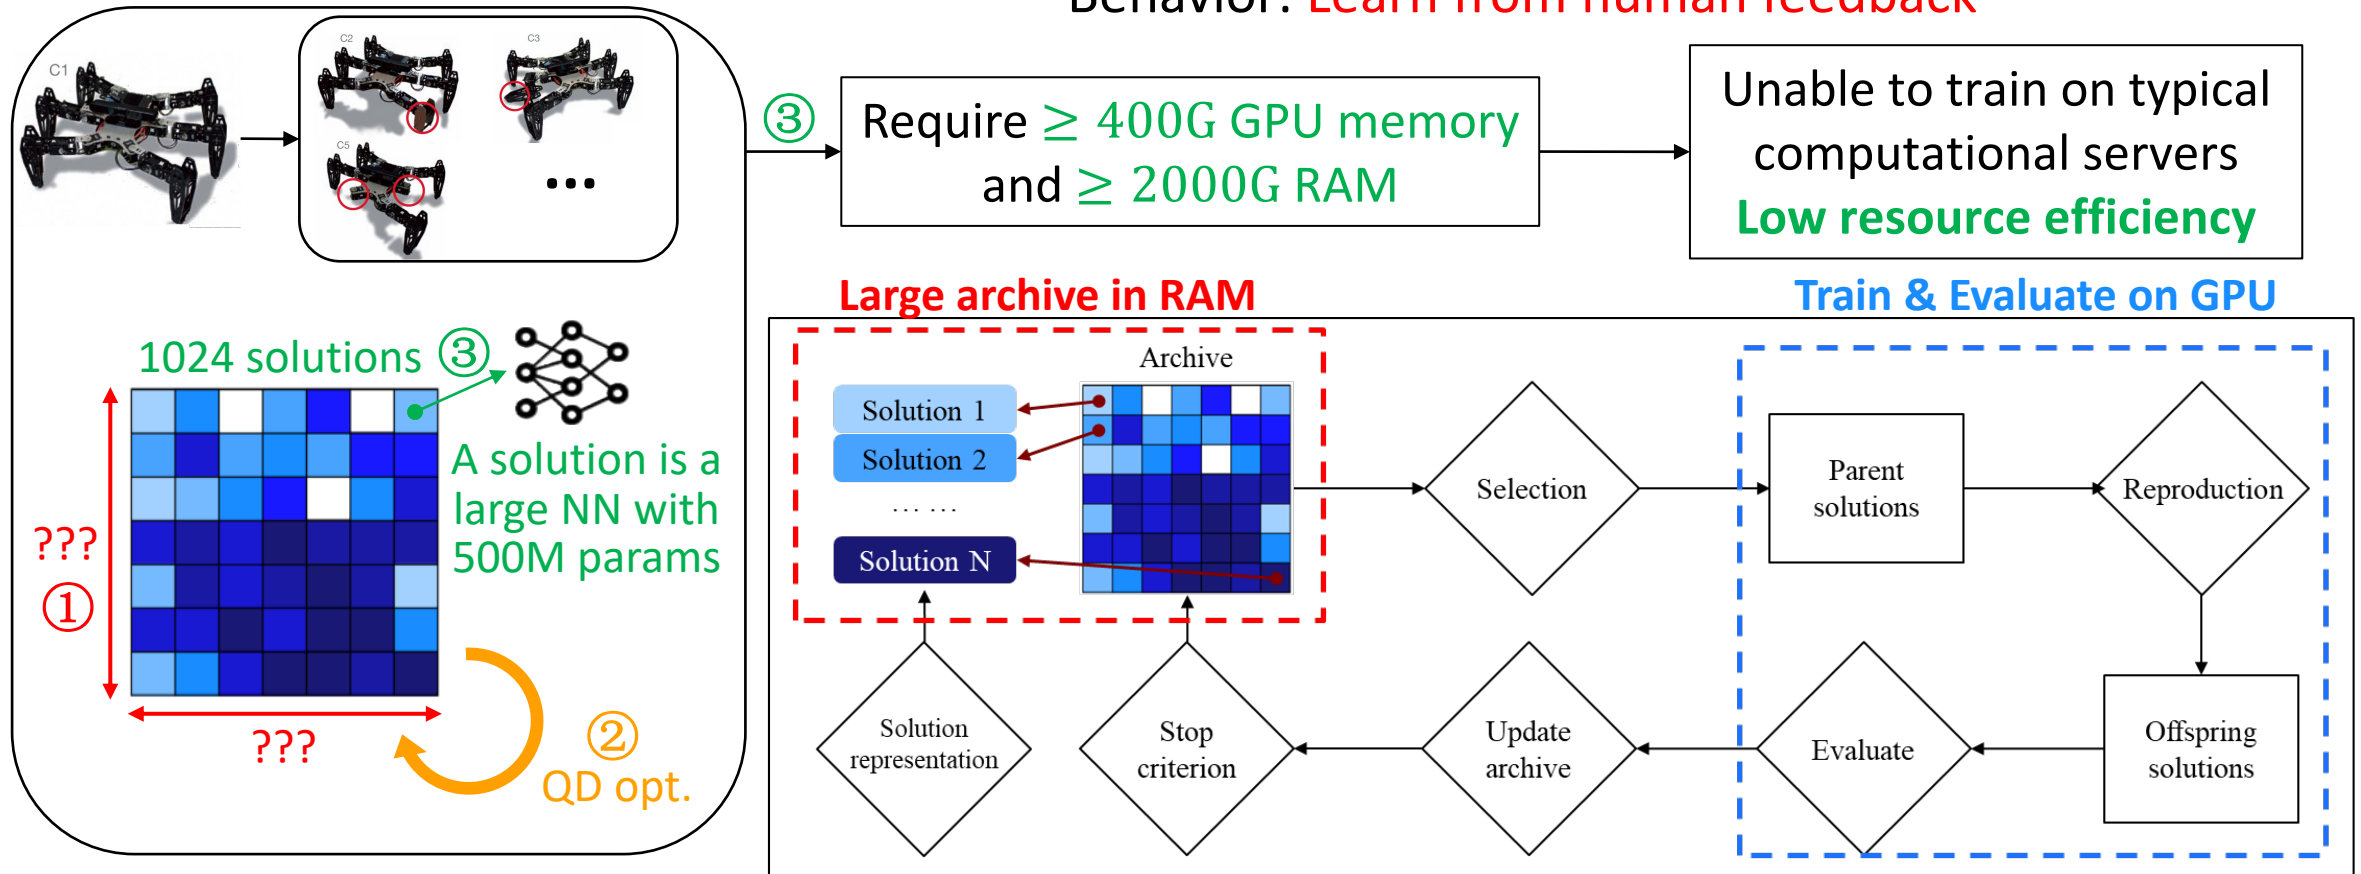 Behavior: Learn from human feedback
C1
C2
C3
C5
...
③
Require ≥ 400G GPU memory
and ≥ 2000G RAM
Unable to train on typical
computational servers
Low resource efficiency
1024 solutions ③
A solution is a
large NN with
500M params
???
①
???
②
QD opt.
Large archive in RAM
Train & Evaluate on GPU
Archive
Solution 1
Solution 2
... ...
Solution N
Selection
Parent
solutions
Reproduction
Solution
representation
Stop
criterion
Update
archive
Evaluate
Offspring
solutions